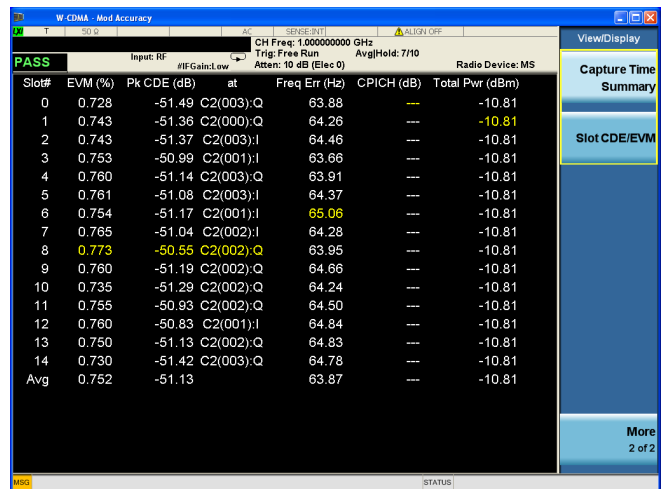 W-CDMA - Mod Accuracy
T 50 Ω AC SENSE:INT ALIGN OFF
CH Freq: 1.000000000 GHz
Input: RF Trig: Free Run Avg|Hold: 7/10
PASS #IFGain:Low Atten: 10 dB (Elec 0) Radio Device: MS
Slot# EVM (%) Pk CDE (dB) at Freq Err (Hz) CPICH (dB) Total Pwr (dBm)
0 0.728 -51.49 C2(003):Q 63.88 --- -10.81
1 0.743 -51.36 C2(000):Q 64.26 --- -10.81
2 0.743 -51.37 C2(003):I 64.46 --- -10.81
3 0.753 -50.99 C2(001):I 63.66 --- -10.81
4 0.760 -51.14 C2(003):Q 63.91 --- -10.81
5 0.761 -51.08 C2(003):I 64.37 --- -10.81
6 0.754 -51.17 C2(001):I 65.06 --- -10.81
7 0.765 -51.04 C2(002):I 64.28 --- -10.81
8 0.773 -50.55 C2(002):Q 63.95 --- -10.81
9 0.760 -51.19 C2(002):Q 64.66 --- -10.81
10 0.735 -51.29 C2(002):Q 64.24 --- -10.81
11 0.755 -50.93 C2(002):Q 64.50 --- -10.81
12 0.760 -50.83 C2(001):I 64.84 --- -10.81
13 0.750 -51.13 C2(002):Q 64.83 --- -10.81
14 0.730 -51.42 C2(003):Q 64.78 --- -10.81
Avg 0.752 -51.13 63.87 --- -10.81
View/Display
Capture Time
Summary
Slot CDE/EVM
More
2 of 2
MSG STATUS